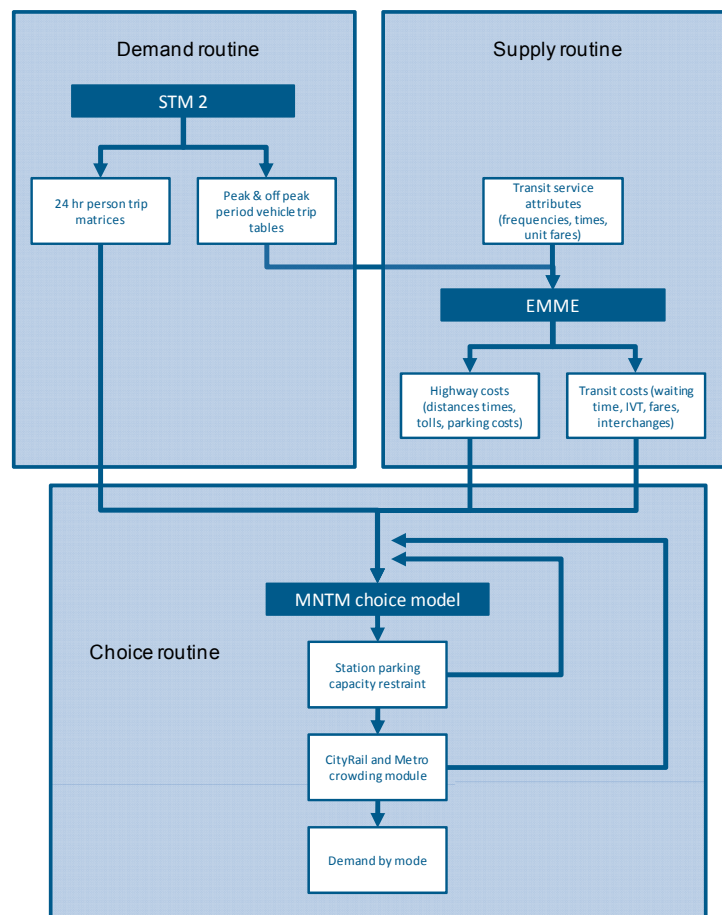 Demand routine
Supply routine
STM 2
24 hr person trip
matrices
Peak & off peak
period vehicle trip
tables
Transit service
attributes
(frequencies, times,
unit fares)
EMME
Highway costs
(distances times,
tolls, parking costs)
Transit costs (waiting
time, IVT, fares,
interchanges)
MNTM choice model
Choice routine
Station parking
capacity restraint
CityRail and Metro
crowding module
Demand by mode